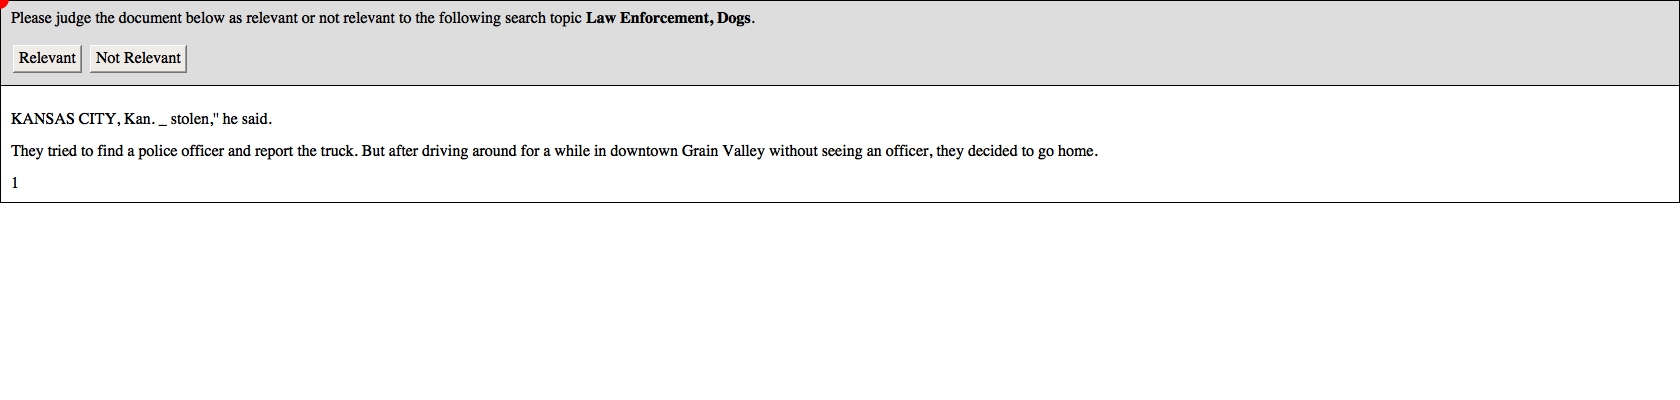 Please judge the document below as relevant or not relevant to the following search topic Law Enforcement, Dogs.
Relevant Not Relevant
KANSAS CITY, Kan. _ stolen," he said.
They tried to find a police officer and report the truck. But after driving around for a while in downtown Grain Valley without seeing an officer, they decided to go home.
1